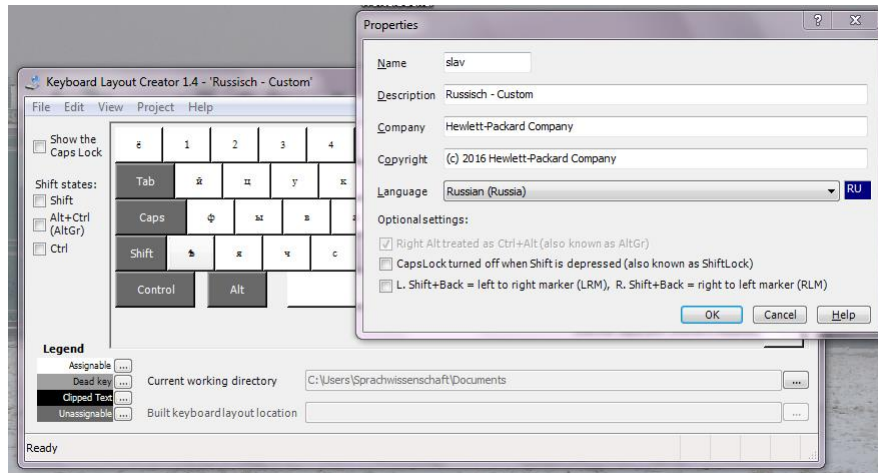 Properties
Name slav
Description Russisch - Custom
Company Hewlett-Packard Company
Copyright (c) 2016 Hewlett-Packard Company
Language Russian (Russia) RU
Optional settings:
Right Alt treated as Ctrl+Alt (also known as AltGr)
CapsLock turned off when Shift is depressed (also known as ShiftLock)
L. Shift+Back = left to right marker (LRM), R. Shift+Back = right to left marker (RLM)
OK Cancel Help
Keyboard Layout Creator 1.4 - 'Russisch - Custom'
File Edit View Project Help
Show the
Caps Lock
Shift states:
Shift
Alt+Ctrl
(AltGr)
Ctrl
1 2 3 4
Tab й ц у к
Caps ф ы в
Shift ѣ я ч с
Control Alt
Legend
Assignable ...
Dead key ...
Clipped Text ...
Unassignable ...
Current working directory C:\Users\Sprachwissenschaft\Documents ...
Built keyboard layout location ...
Ready